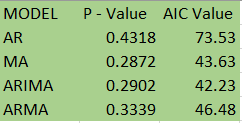 MODEL P - Value AIC Value
AR 0.4318 73.53
MA 0.2872 43.63
ARIMA 0.2902 42.23
ARMA 0.3339 46.48